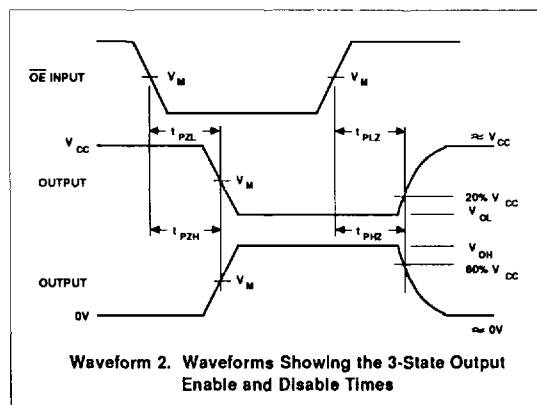 OE INPUT
V M
V M
t PZL
t PLZ
≈ V CC
V CC
OUTPUT
V M
20% V CC
V OL
t PZH
t PHZ
V OH
80% V CC
OUTPUT
V M
0V
≈ 0V
Waveform 2. Waveforms Showing the 3-State Output
Enable and Disable Times